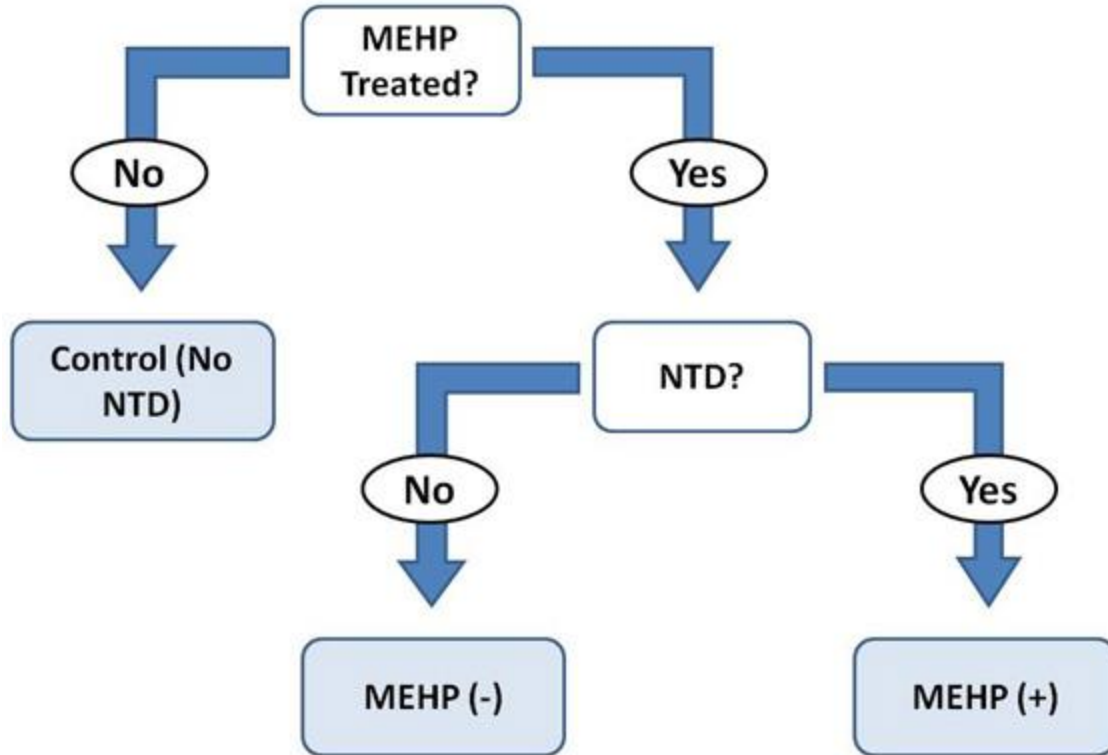 MEHP
Treated?
No
Yes
Control (No
NTD)
NTD?
No
Yes
MEHP (-)
MEHP (+)